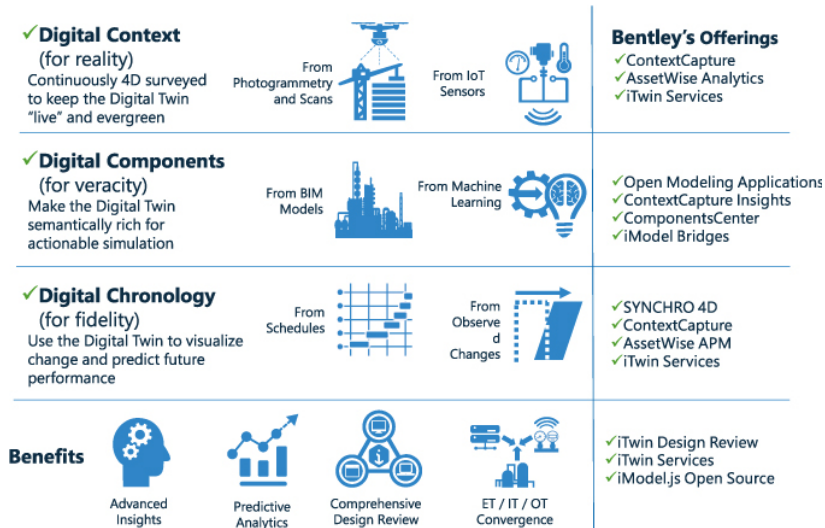 ✓Digital Context
(for reality)
Continuously 4D surveyed
to keep the Digital Twin
"live" and evergreen
From
Photogrammetry
and Scans
From IoT
Sensors
Bentley's Offerings
✓ContextCapture
✓AssetWise Analytics
✓iTwin Services
✓Digital Components
(for veracity)
Make the Digital Twin
semantically rich for
actionable simulation
From BIM
Models
From Machine
Learning
✓Open Modeling Applications
✓ContextCapture Insights
✓ComponentsCenter
✓iModel Bridges
✓Digital Chronology
(for fidelity)
Use the Digital Twin to visualize
change and predict future
performance
From
Schedules
From
Observe
d
Changes
✓SYNCHRO 4D
✓ContextCapture
✓AssetWise APM
✓iTwin Services
Benefits
Advanced
Insights
Predictive
Analytics
Comprehensive
Design Review
ET / IT / OT
Convergence
✓iTwin Design Review
✓iTwin Services
✓iModel.js Open Source